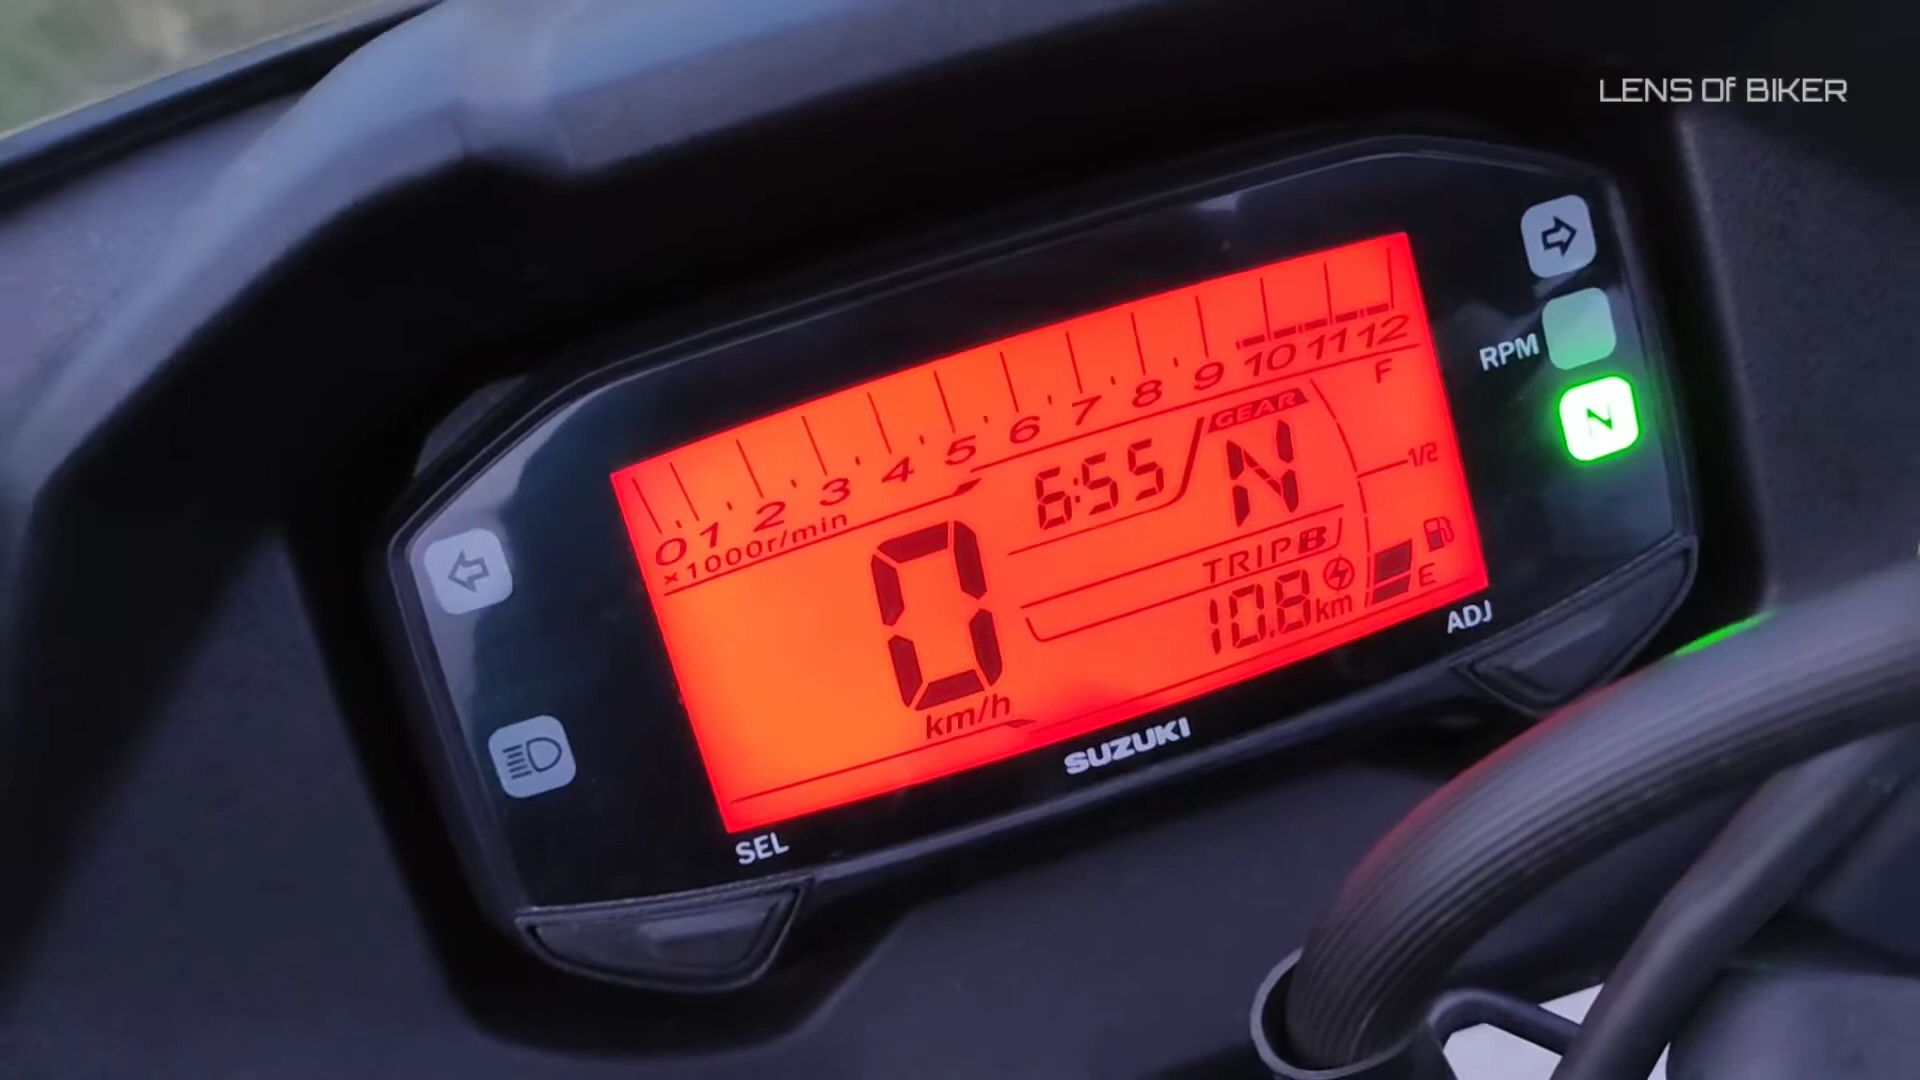 LENS Of BIKER
0 1 2 3 4 5 6 7 8 9 10 11 12
×1000r/min
F
GEAR
6:55 N
1/2
RPM
N
TRIP B
10.8 km
E
0
km/h
ADJ
SUZUKI
SEL